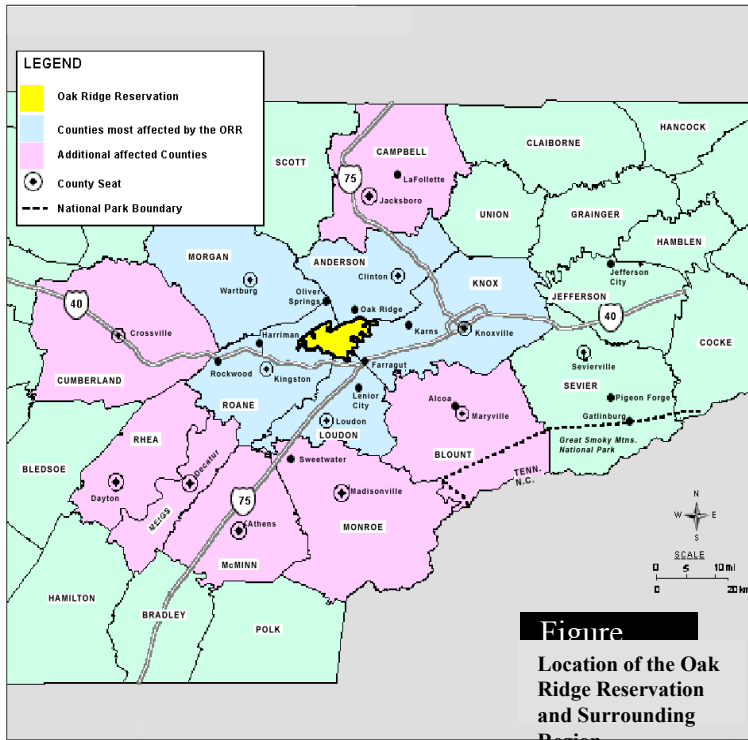 LEGEND
Oak Ridge Reservation
Counties most affected by the ORR
Additional affected Counties
County Seat
National Park Boundary
SCOTT
CAMPBELL
LaFollette
75
Jacksboro
CLAIBORNE
HANCOCK
UNION
GRAINGER
HAMBLEN
MORGAN
Wartburg
ANDERSON
Clinton
Oliver
Springs
Oak Ridge
KNOX
Karns
Knoxville
Jefferson
City
JEFFERSON
40
COCKE
40
Crossville
CUMBERLAND
Harriman
Rockwood
Kingston
ROANE
Farragut
Lenior
City
Loudon
LOUDON
Sevierville
SEVIER
Pigeon Forge
Gatlinburg
Great Smoky Mtns.
National Park
Alcoa
Maryville
BLOUNT
TENN.
N.C.
BLEDSOE
RHEA
Dayton
Decatur
MEIGS
Sweetwater
75
Athens
McMINN
Madisonville
MONROE
HAMILTON
BRADLEY
POLK
N
W
E
S
SCALE
0 5 10 mi
0 20 km
Figure
Location of the Oak
Ridge Reservation
and Surrounding
Region